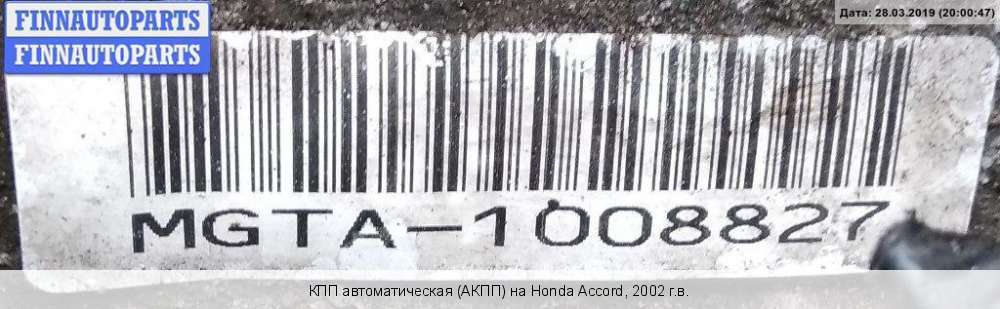 FINNAUTOPARTS
FINNAUTOPARTS
Дата: 28.03.2019 (20:00:47)
MGTA-1008827
КПП автоматическая (АКПП) на Honda Accord, 2002 г.в.